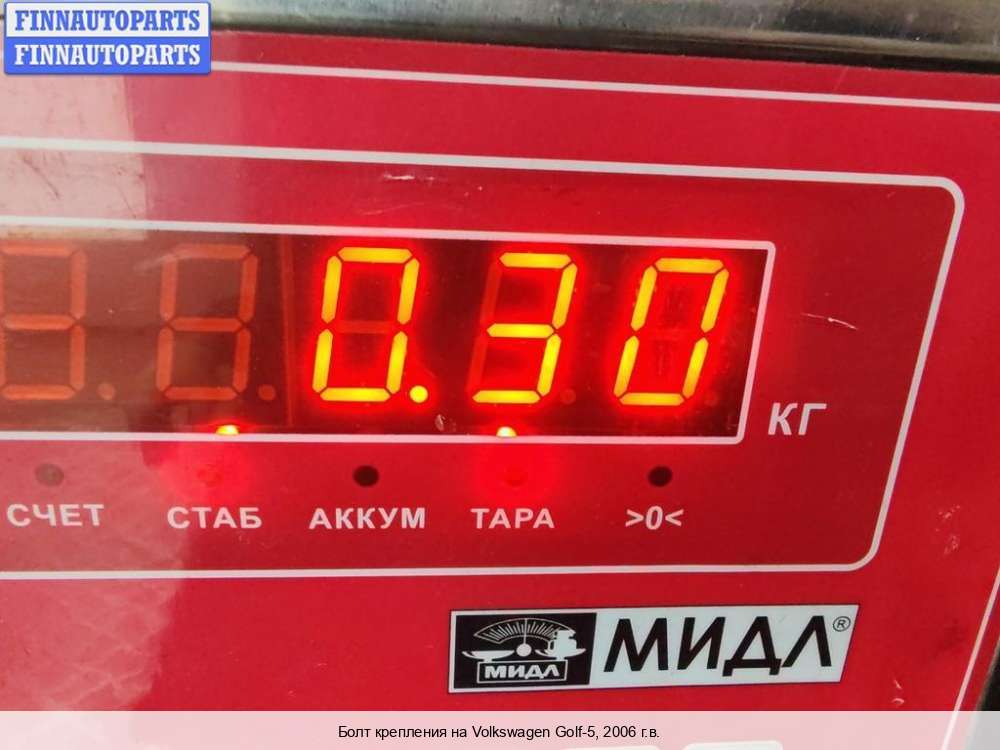 FINNAUTOPARTS
FINNAUTOPARTS
0.30
КГ
СЧЕТ СТАБ АККУМ ТАРА >0<
МИДЛ МИДЛ®
Болт крепления на Volkswagen Golf-5, 2006 г.в.